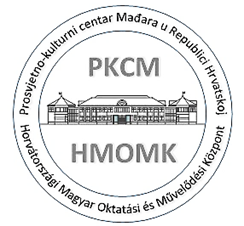 Prosvjetno-kulturni centar Mađara u Republici Hrvatskoj
PKCM
HMOMK
Horvátországi Magyar Oktatási és Művelődési Központ